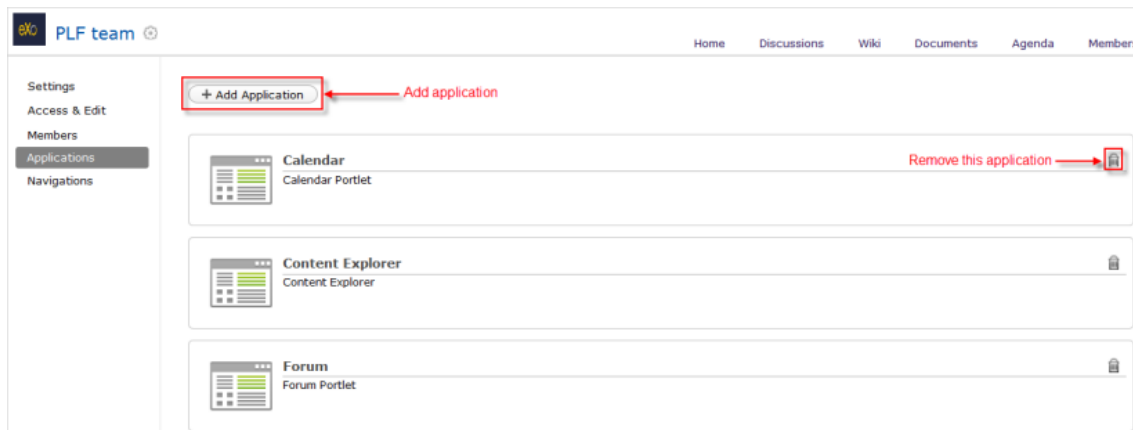 eXo
PLF team
Home Discussions Wiki Documents Agenda Member
Settings
Access & Edit
Members
Applications
Navigations
+ Add Application
Add application
Calendar
Calendar Portlet
Remove this application
Content Explorer
Content Explorer
Forum
Forum Portlet